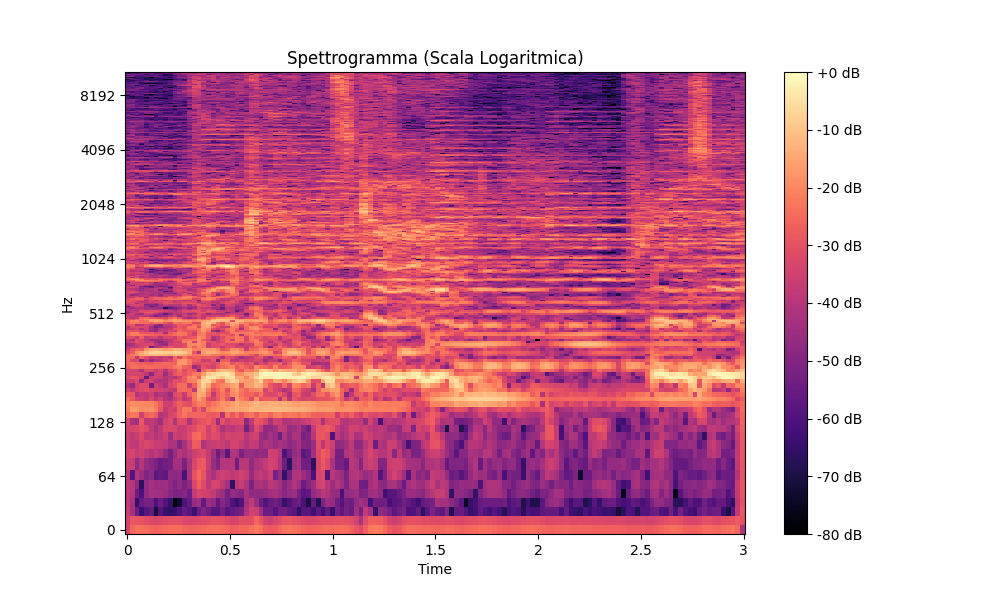 Spettrogramma (Scala Logaritmica)
8192
4096
2048
1024
512
256
128
64
0
Hz
0
0.5
1
1.5
2
2.5
3
Time
+0 dB
-10 dB
-20 dB
-30 dB
-40 dB
-50 dB
-60 dB
-70 dB
-80 dB